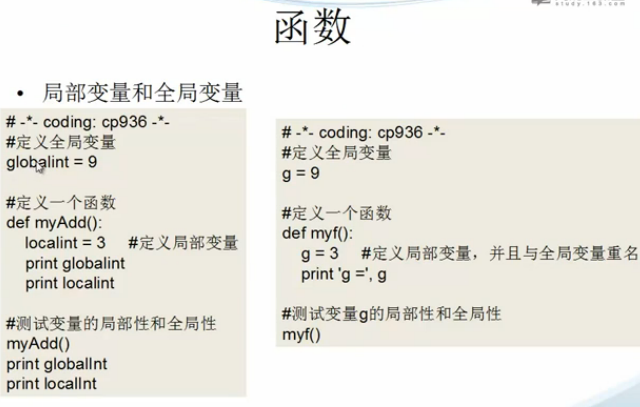 study.163.com
函数
• 局部变量和全局变量
# -*- coding: cp936 -*-
#定义全局变量
globalint = 9
#定义一个函数
def myAdd():
localint = 3 #定义局部变量
print globalint
print localint
#测试变量的局部性和全局性
myAdd()
print globalInt
print localInt
# -*- coding: cp936 -*-
#定义全局变量
g = 9
#定义一个函数
def myf():
g = 3 #定义局部变量，并且与全局变量重名
print 'g =', g
#测试变量g的局部性和全局性
myf()